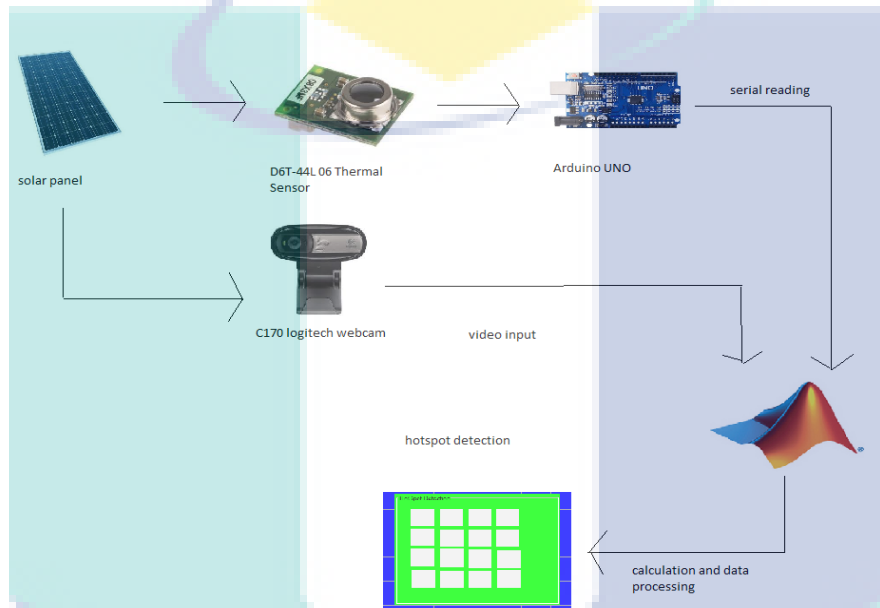 serial reading
solar panel
D6T-44L 06 Thermal
Sensor
Arduino UNO
C170 logitech webcam
video input
hotspot detection
calculation and data
processing